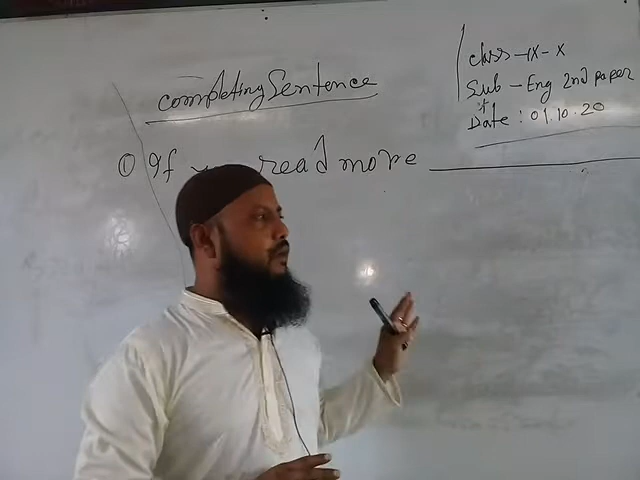 Completing Sentence
Class - IX - X
Sub - Eng 2nd paper
Date : 01.10.20
① If read more